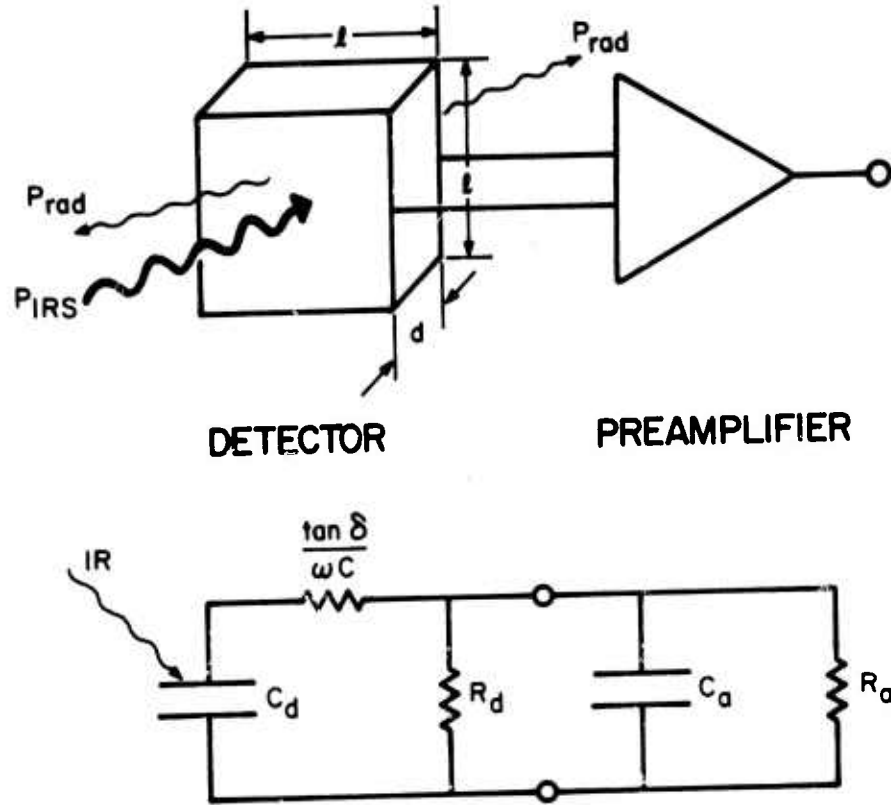 ℓ
P_rad
ℓ
P_rad
P_IRS
d
DETECTOR
PREAMPLIFIER
tan δ
ωC
IR
C_d
R_d
C_a
R_a